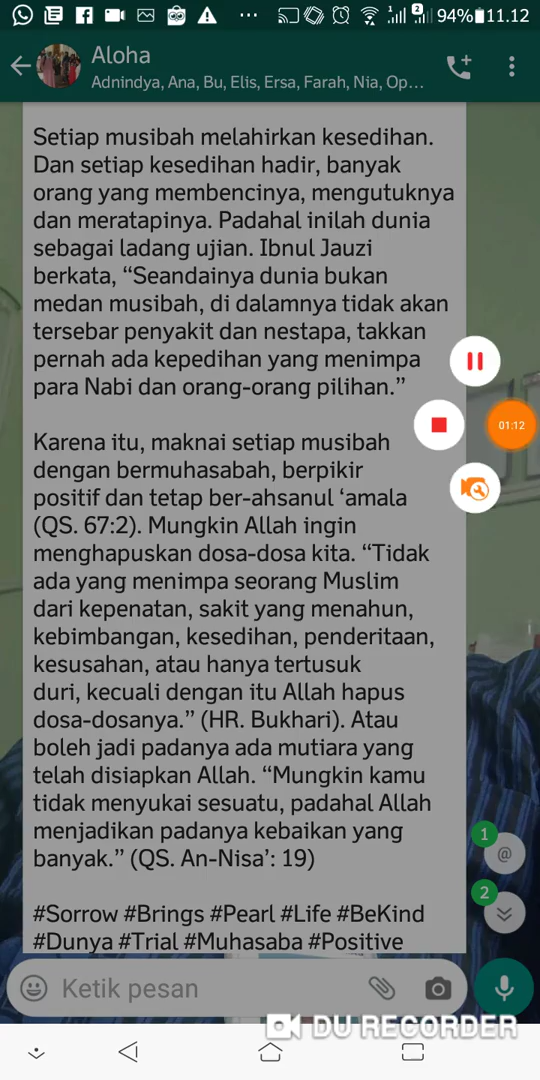 94% 11.12
Aloha
Adnindya, Ana, Bu, Elis, Ersa, Farah, Nia, Op...
Setiap musibah melahirkan kesedihan.
Dan setiap kesedihan hadir, banyak
orang yang membencinya, mengutuknya
dan meratapinya. Padahal inilah dunia
sebagai ladang ujian. Ibnul Jauzi
berkata, “Seandainya dunia bukan
medan musibah, di dalamnya tidak akan
tersebar penyakit dan nestapa, takkan
pernah ada kepedihan yang menimpa
para Nabi dan orang-orang pilihan.”
01:12
Karena itu, maknai setiap musibah
dengan bermuhasabah, berpikir
positif dan tetap ber-ahsanul ‘amala
(QS. 67:2). Mungkin Allah ingin
menghapuskan dosa-dosa kita. “Tidak
ada yang menimpa seorang Muslim
dari kepenatan, sakit yang menahun,
kebimbangan, kesedihan, penderitaan,
kesusahan, atau hanya tertusuk
duri, kecuali dengan itu Allah hapus
dosa-dosanya.” (HR. Bukhari). Atau
boleh jadi padanya ada mutiara yang
telah disiapkan Allah. “Mungkin kamu
tidak menyukai sesuatu, padahal Allah
menjadikan padanya kebaikan yang
banyak.” (QS. An-Nisa’: 19)
1
@
2
#Sorrow #Brings #Pearl #Life #BeKind
#Dunya #Trial #Muhasaba #Positive
Ketik pesan
DU RECORDER